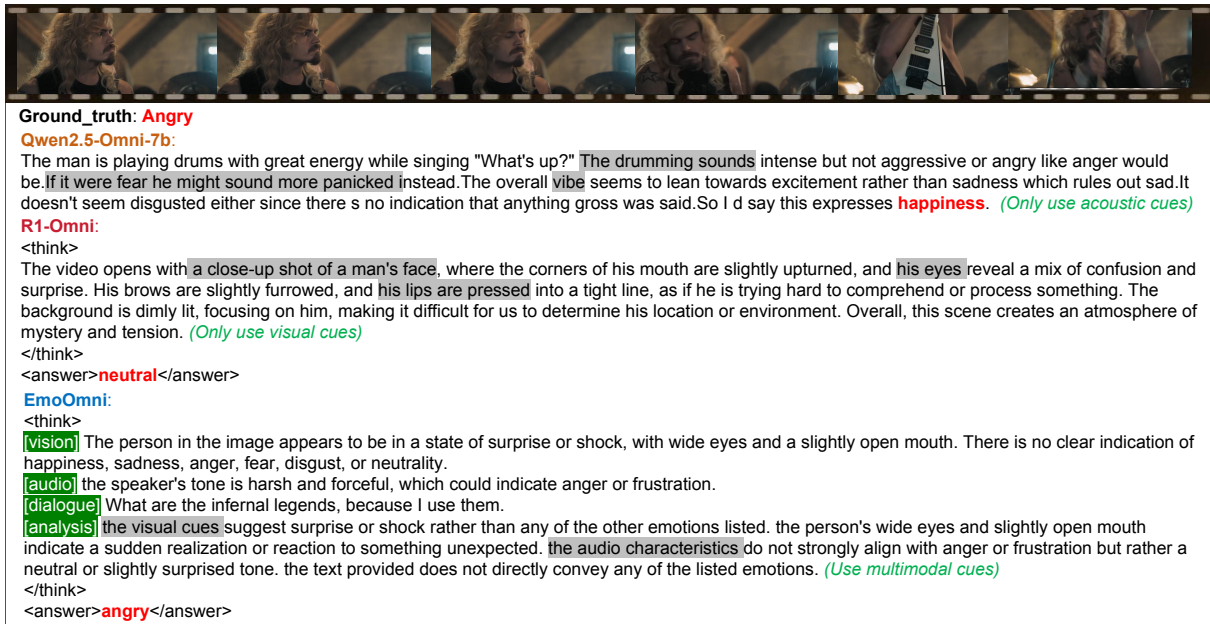 Ground_truth: Angry
Qwen2.5-Omni-7b:
The man is playing drums with great energy while singing "What's up?" The drumming sounds intense but not aggressive or angry like anger would
be.If it were fear he might sound more panicked instead.The overall vibe seems to lean towards excitement rather than sadness which rules out sad.It
doesn't seem disgusted either since there s no indication that anything gross was said.So I d say this expresses happiness. (Only use acoustic cues)
R1-Omni:
<think>
The video opens with a close-up shot of a man's face, where the corners of his mouth are slightly upturned, and his eyes reveal a mix of confusion and
surprise. His brows are slightly furrowed, and his lips are pressed into a tight line, as if he is trying hard to comprehend or process something. The
background is dimly lit, focusing on him, making it difficult for us to determine his location or environment. Overall, this scene creates an atmosphere of
mystery and tension. (Only use visual cues)
</think>
<answer>neutral</answer>
EmoOmni:
<think>
[vision] The person in the image appears to be in a state of surprise or shock, with wide eyes and a slightly open mouth. There is no clear indication of
happiness, sadness, anger, fear, disgust, or neutrality.
[audio] the speaker's tone is harsh and forceful, which could indicate anger or frustration.
[dialogue] What are the infernal legends, because I use them.
[analysis] the visual cues suggest surprise or shock rather than any of the other emotions listed. the person's wide eyes and slightly open mouth
indicate a sudden realization or reaction to something unexpected. the audio characteristics do not strongly align with anger or frustration but rather a
neutral or slightly surprised tone. the text provided does not directly convey any of the listed emotions. (Use multimodal cues)
</think>
<answer>angry</answer>